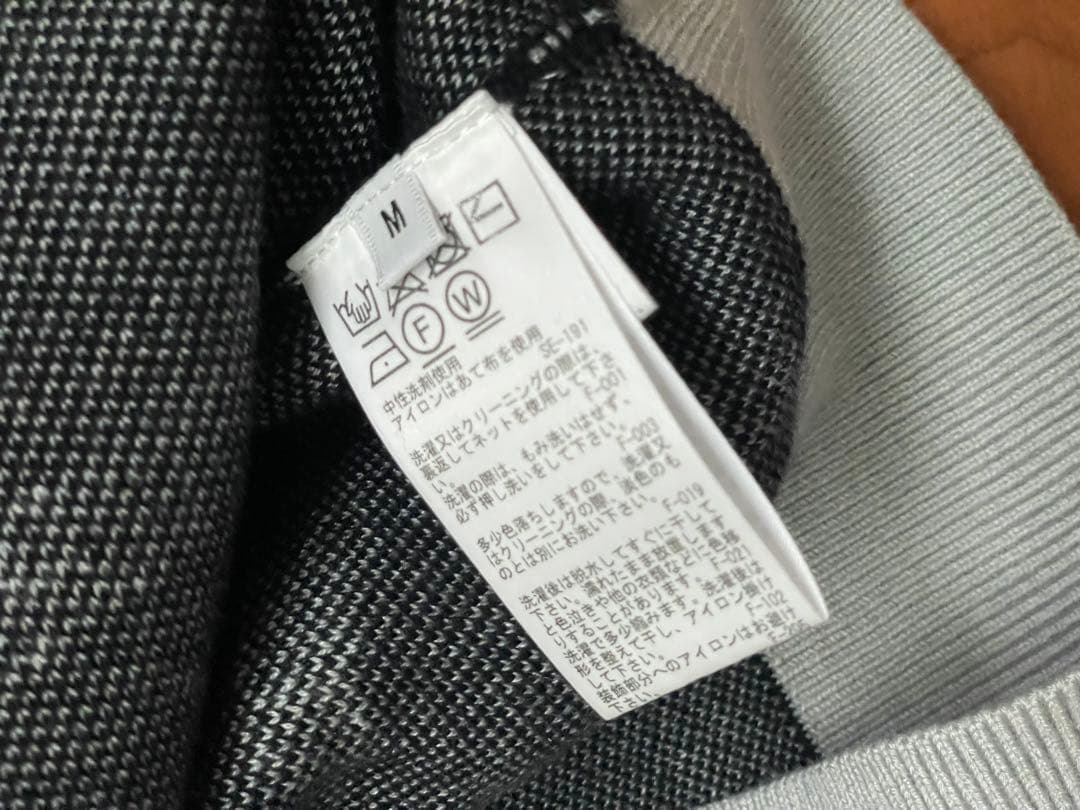 M
F
W
中性洗剤使用
アイロンはあて布を使用
SE-191
洗濯又はクリーニングの際は、
裏返してネットを使用して下さ
い。
F-001
洗濯の際は、もみ洗いはせず、
必ず押し洗いをして下さい。
F-003
多少色落ちしますので、洗濯又
はクリーニングの際、淡色のも
のとは別にお洗い下さい。
F-019
洗濯後は脱水してすぐに干して
下さい。濡れたまま放置します
と色泣きや他の衣類などに色移
りすることがあります。
F-021
洗濯で多少縮みます。洗濯後は
形を整えて干し、アイロン掛け
をして下さい。
F-102
装飾部分へのアイロンはお避け
下さい。